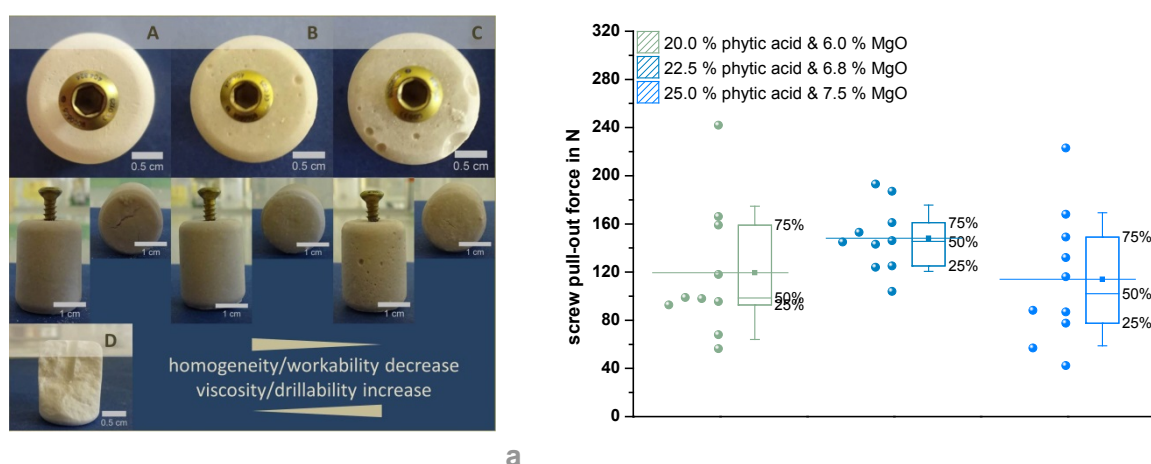 A
B
C
0.5 cm
0.5 cm
0.5 cm
1 cm
1 cm
1 cm
1 cm
1 cm
1 cm
D
0.5 cm
homogeneity/workability decrease
viscosity/drillability increase
a
screw pull-out force in N
320
280
240
200
160
120
80
40
0
20.0 % phytic acid & 6.0 % MgO
22.5 % phytic acid & 6.8 % MgO
25.0 % phytic acid & 7.5 % MgO
75%
50%
25%
75%
50%
25%
75%
50%
25%